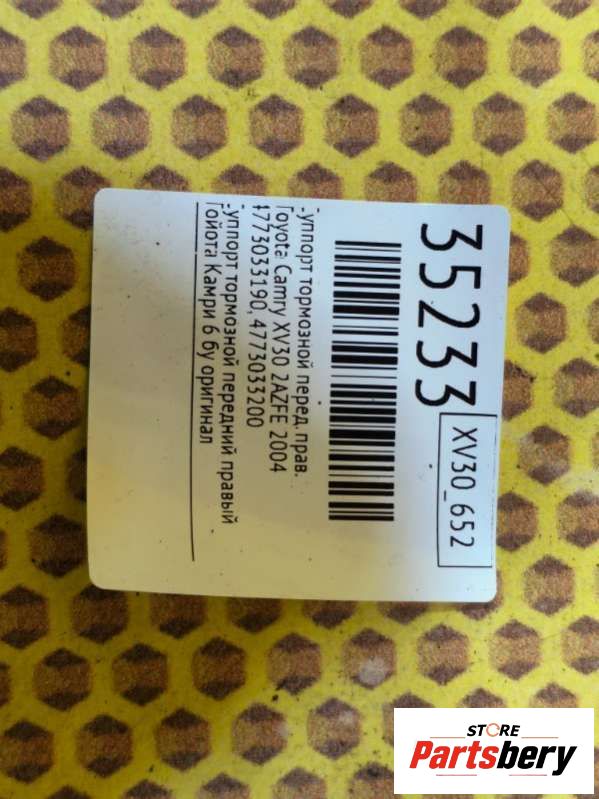 35233
XV30_652
уппорт тормозной перед. прав.
Toyota Camry XV30 2AZFE 2004
4773033190, 4773033200
уппорт тормозной передний правый
Тойота Камри 6 бу оригинал
STORE
Partsbery